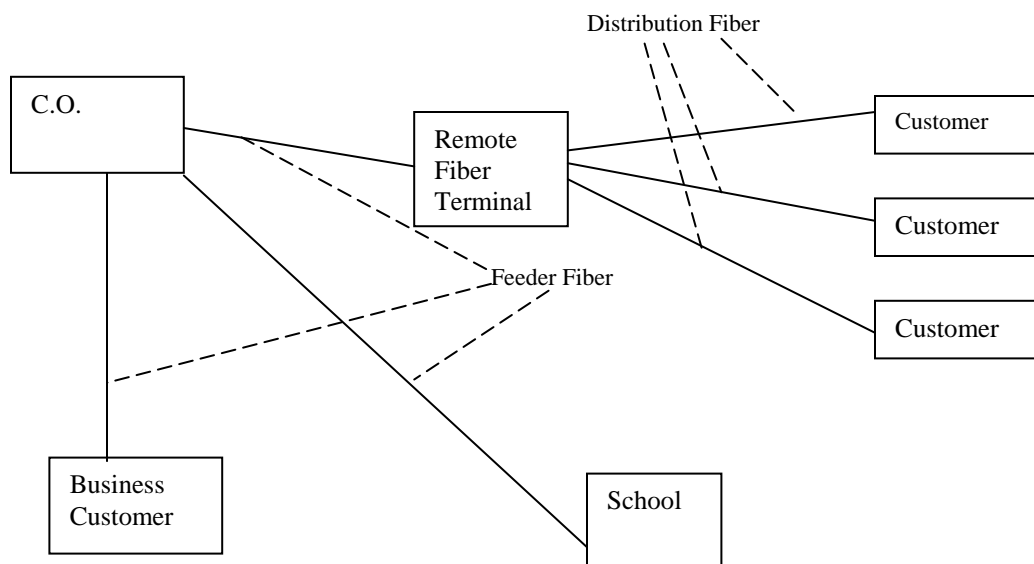 Distribution Fiber
C.O.
Customer
Remote
Fiber
Terminal
Customer
Feeder Fiber
Customer
Business
Customer
School